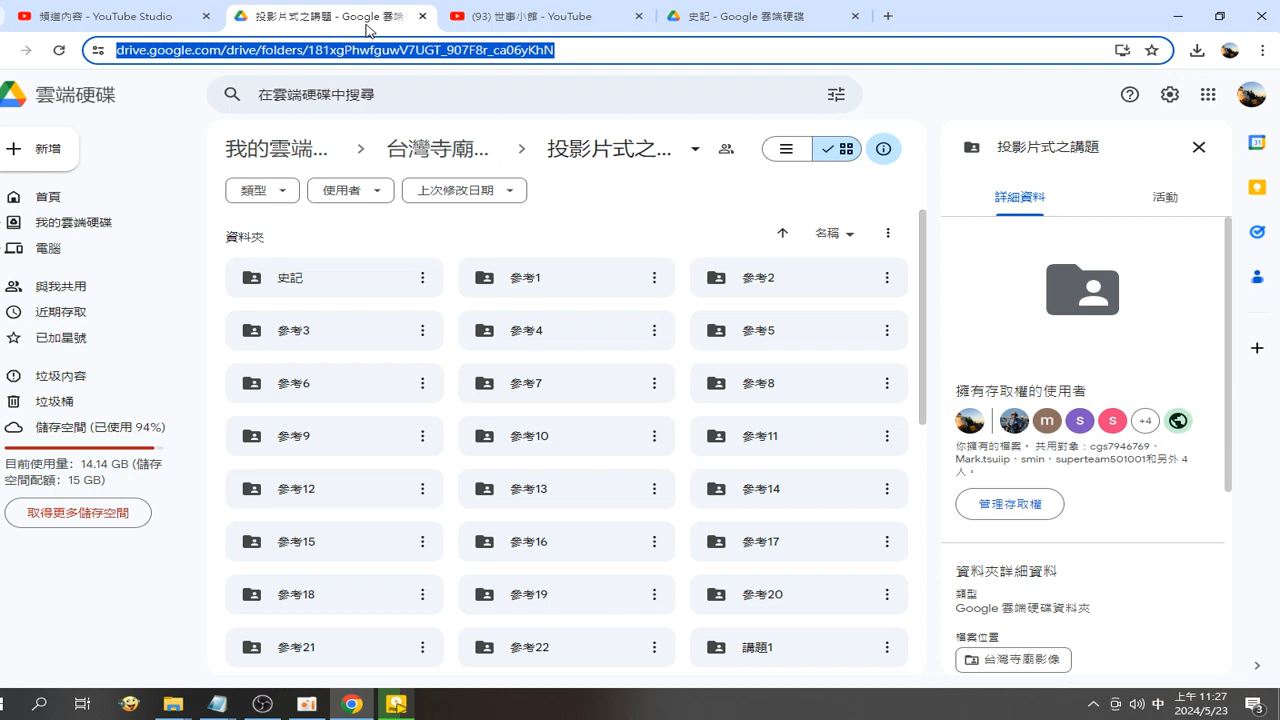 頻道內容 - YouTube Studio
投影片式之講題 - Google 雲端
(93) 世事小館 - YouTube
史記 - Google 雲端硬碟
drive.google.com/drive/folders/181xgPhwfguwV7UGT_907F8r_ca06yKhN
雲端硬碟
在雲端硬碟中搜尋
新增
首頁
我的雲端硬碟
電腦
與我共用
近期存取
已加星號
垃圾內容
垃圾桶
儲存空間 (已使用 94%)
目前使用量：14.14 GB (儲存
空間配額：15 GB)
取得更多儲存空間
我的雲端...
台灣寺廟...
投影片式之...
類型
使用者
上次修改日期
資料夾
名稱
史記
參考1
參考2
參考3
參考4
參考5
參考6
參考7
參考8
參考9
參考10
參考11
參考12
參考13
參考14
參考15
參考16
參考17
參考18
參考19
參考20
參考21
參考22
講題1
投影片式之講題
詳細資料
活動
擁有存取權的使用者
m
s
s
+4
你擁有的檔案。 共用對象：cgs7946769、
Mark.tsuiip、smin、superteam501001和另外 4
人。
管理存取權
資料夾詳細資料
類型
Google 雲端硬碟資料夾
檔案位置
台灣寺廟影像
31
中
上午 11:27
2024/5/23
3